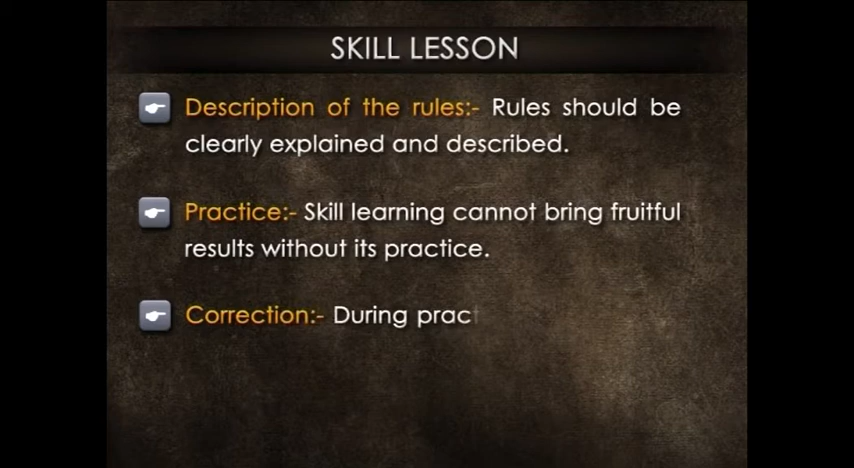 SKILL LESSON
Description of the rules:- Rules should be
clearly explained and described.
Practice:- Skill learning cannot bring fruitful
results without its practice.
Correction:- During pract